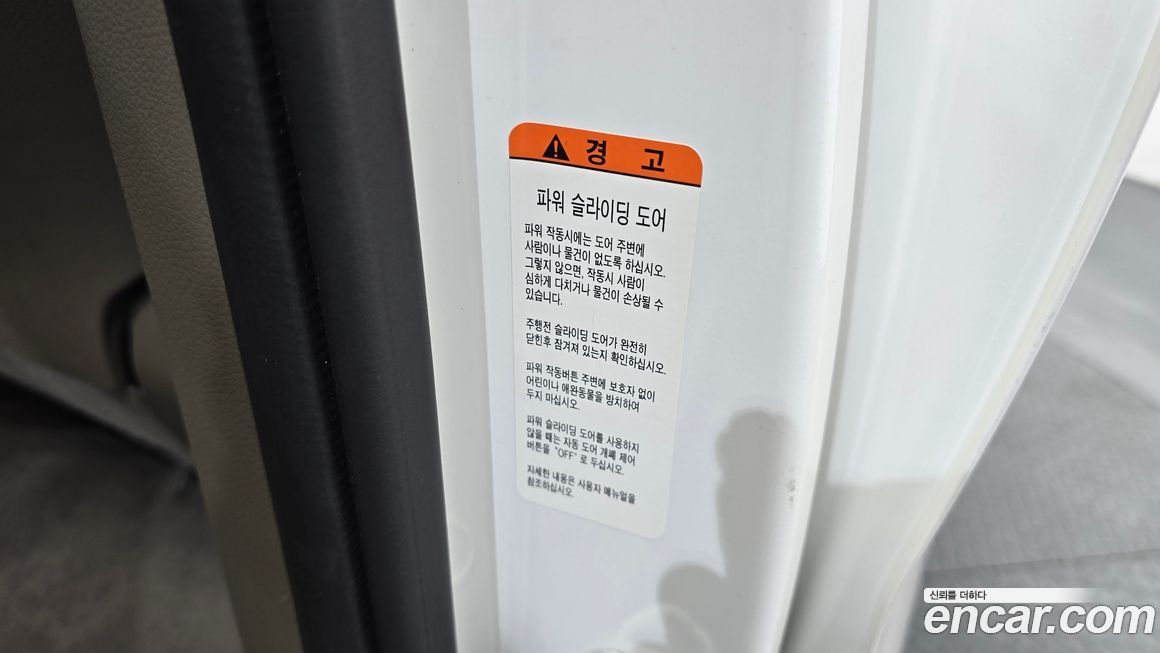 경 고
파워 슬라이딩 도어
파워 작동시에는 도어 주변에
사람이나 물건이 없도록 하십시오.
그렇지 않으면, 작동시 사람이
심하게 다치거나 물건이 손상될 수
있습니다.
주행전 슬라이딩 도어가 완전히
닫힌후 잠겨져 있는지 확인하십시오.
파워 작동버튼 주변에 보호자 없이
어린이나 애완동물을 방치하여
두지 마십시오.
파워 슬라이딩 도어를 사용하지
않을 때는 자동 도어 개폐 제어
버튼을 "OFF" 로 두십시오.
자세한 내용은 사용자 메뉴얼을
참조하십시오.
신뢰를 더하다
encar.com